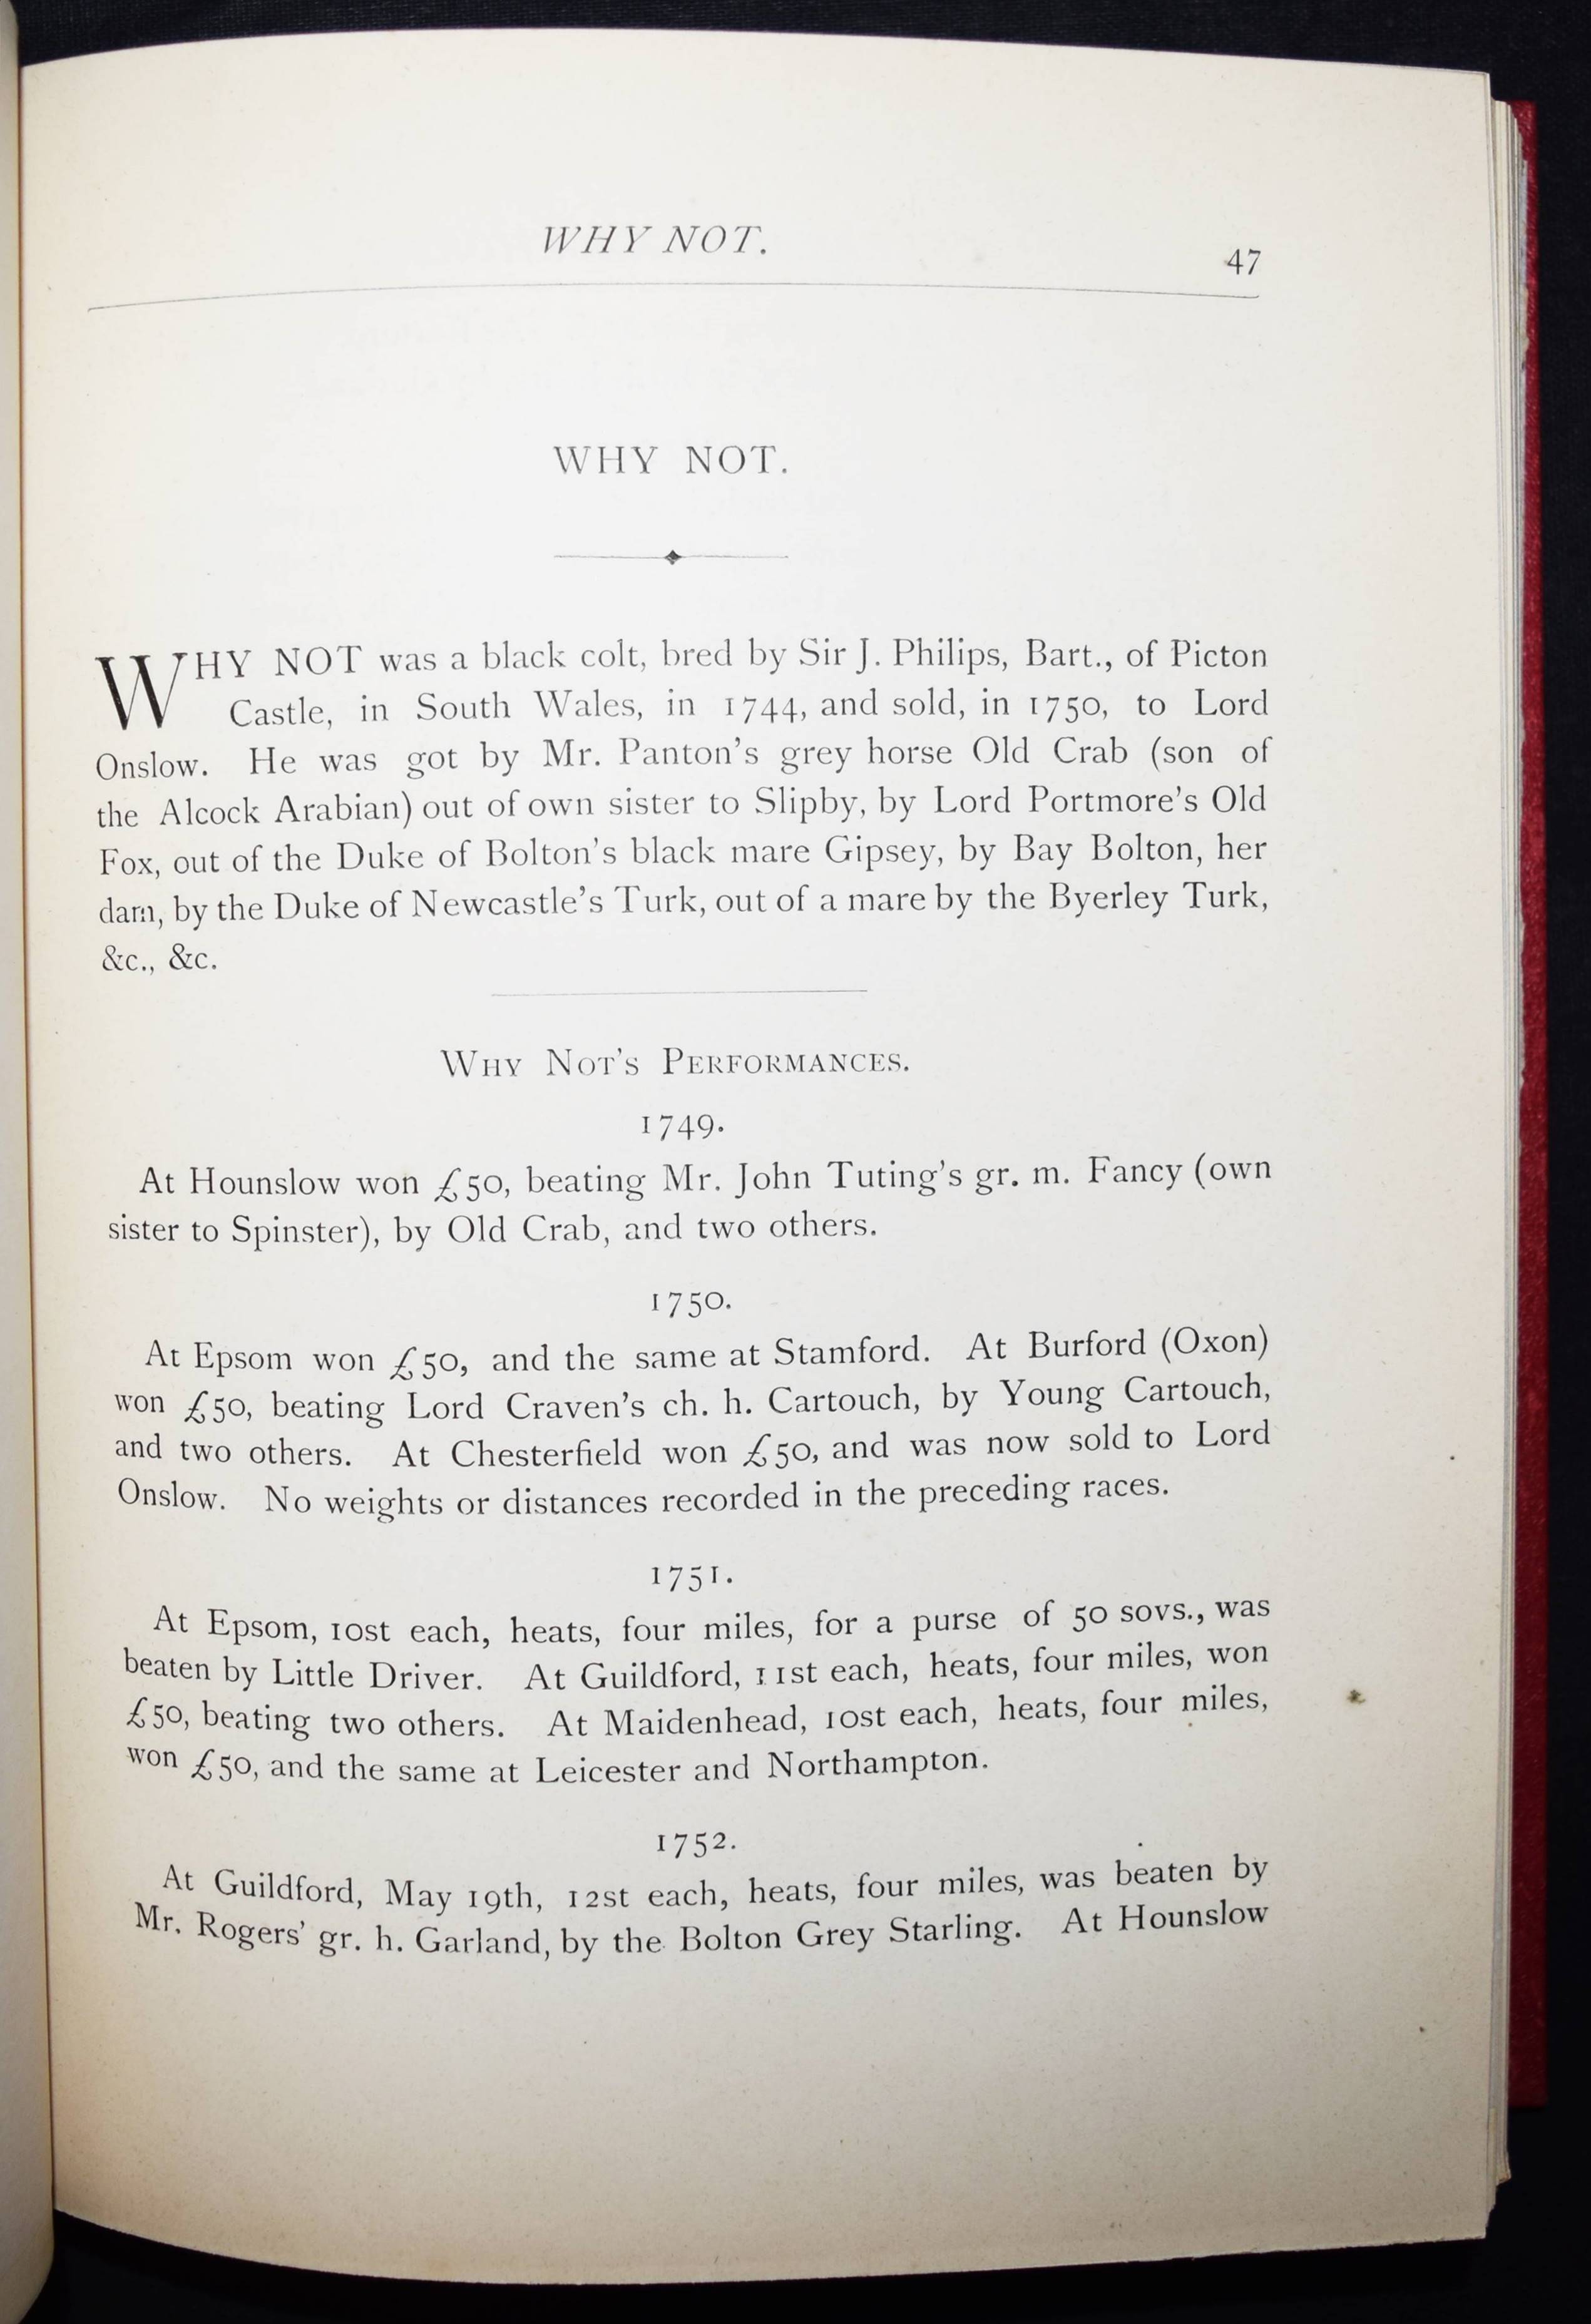 WHY NOT.
47
WHY NOT.
WHY NOT was a black colt, bred by Sir J. Philips, Bart., of Picton
Castle, in South Wales, in 1744, and sold, in 1750, to Lord
Onslow. He was got by Mr. Panton's grey horse Old Crab (son of
the Alcock Arabian) out of own sister to Slipby, by Lord Portmore's Old
Fox, out of the Duke of Bolton's black mare Gipsey, by Bay Bolton, her
dam, by the Duke of Newcastle's Turk, out of a mare by the Byerley Turk,
&c., &c.
WHY NOT'S PERFORMANCES.
1749.
At Hounslow won £50, beating Mr. John Tuting's gr. m. Fancy (own
sister to Spinster), by Old Crab, and two others.
1750.
At Epsom won £50, and the same at Stamford. At Burford (Oxon)
won £50, beating Lord Craven's ch. h. Cartouch, by Young Cartouch,
and two others. At Chesterfield won £50, and was now sold to Lord
Onslow. No weights or distances recorded in the preceding races.
1751.
At Epsom, 10st each, heats, four miles, for a purse of 50 sovs., was
beaten by Little Driver. At Guildford, 11st each, heats, four miles, won
£50, beating two others. At Maidenhead, 10st each, heats, four miles,
won £50, and the same at Leicester and Northampton.
1752.
At Guildford, May 19th, 12st each, heats, four miles, was beaten by
Mr. Rogers' gr. h. Garland, by the Bolton Grey Starling. At Hounslow